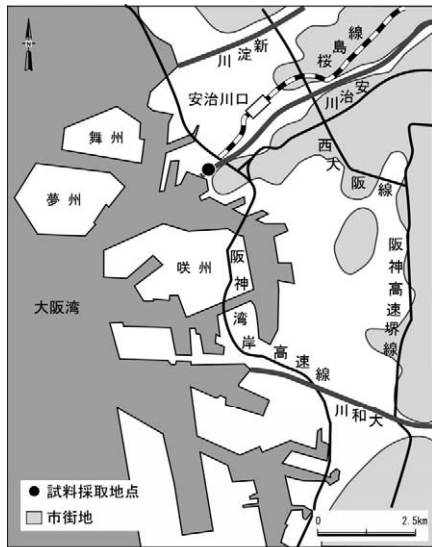 N
新淀川
桜島線
安治川口
安治川
舞州
西大阪線
夢州
咲州
阪神高速堺線
阪神湾岸高速線
大阪湾
大和川
試料採取地点
市街地
0 2.5km